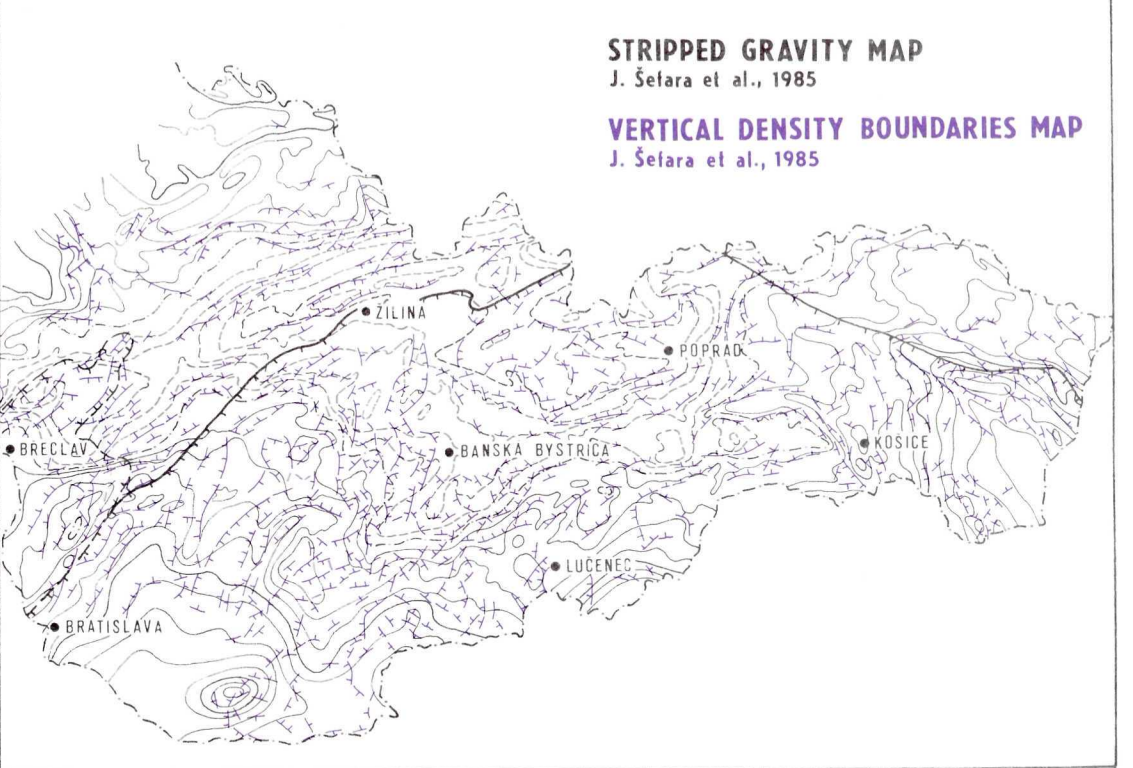 STRIPPED GRAVITY MAP
J. Šefara et al., 1985
VERTICAL DENSITY BOUNDARIES MAP
J. Šefara et al., 1985
ŽILINA
POPRAD
BRECLAV
BANSKA BYSTRICA
KOŠICE
LUČENEC
BRATISLAVA